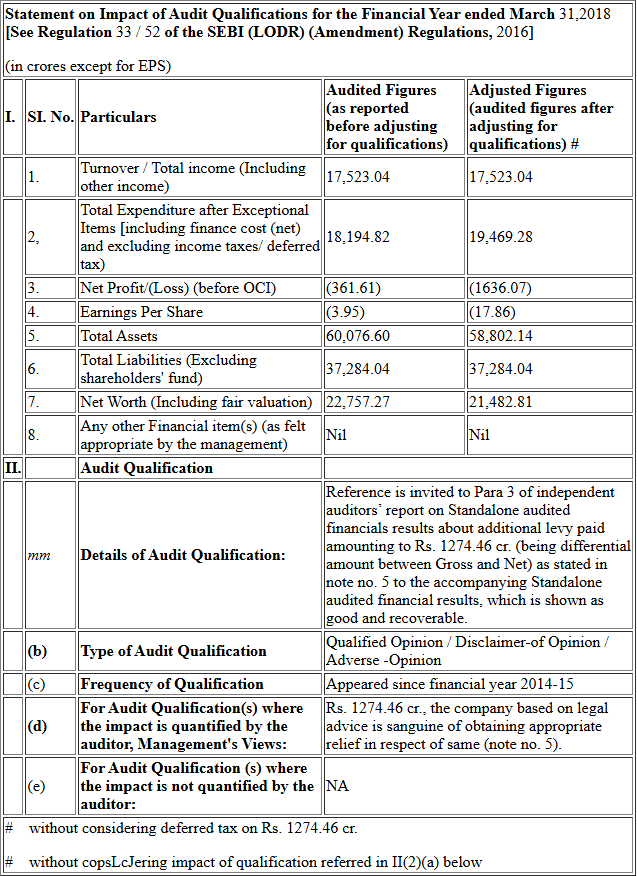 Statement on Impact of Audit Qualifications for the Financial Year ended March 31,2018
[See Regulation 33 / 52 of the SEBI (LODR) (Amendment) Regulations, 2016]
(in crores except for EPS)
I. SI. No. Particulars Audited Figures (as reported before adjusting for qualifications) Adjusted Figures (audited figures after adjusting for qualifications) #
1. Turnover / Total income (Including other income) 17,523.04 17,523.04
2, Total Expenditure after Exceptional Items [including finance cost (net) and excluding income taxes/ deferred tax) 18,194.82 19,469.28
3. Net Profit/(Loss) (before OCI) (361.61) (1636.07)
4. Earnings Per Share (3.95) (17.86)
5. Total Assets 60,076.60 58,802.14
6. Total Liabilities (Excluding shareholders' fund) 37,284.04 37,284.04
7. Net Worth (Including fair valuation) 22,757.27 21,482.81
8. Any other Financial item(s) (as felt appropriate by the management) Nil Nil
II. Audit Qualification
mm Details of Audit Qualification: Reference is invited to Para 3 of independent auditors’ report on Standalone audited financials results about additional levy paid amounting to Rs. 1274.46 cr. (being differential amount between Gross and Net) as stated in note no. 5 to the accompanying Standalone audited financial results, which is shown as good and recoverable.
(b) Type of Audit Qualification Qualified Opinion / Disclaimer-of Opinion / Adverse -Opinion
(c) Frequency of Qualification Appeared since financial year 2014-15
(d) For Audit Qualification(s) where the impact is quantified by the auditor, Management's Views: Rs. 1274.46 cr., the company based on legal advice is sanguine of obtaining appropriate relief in respect of same (note no. 5).
(e) For Audit Qualification (s) where the impact is not quantified by the auditor: NA
# without considering deferred tax on Rs. 1274.46 cr.
# without copsLcJering impact of qualification referred in II(2)(a) below